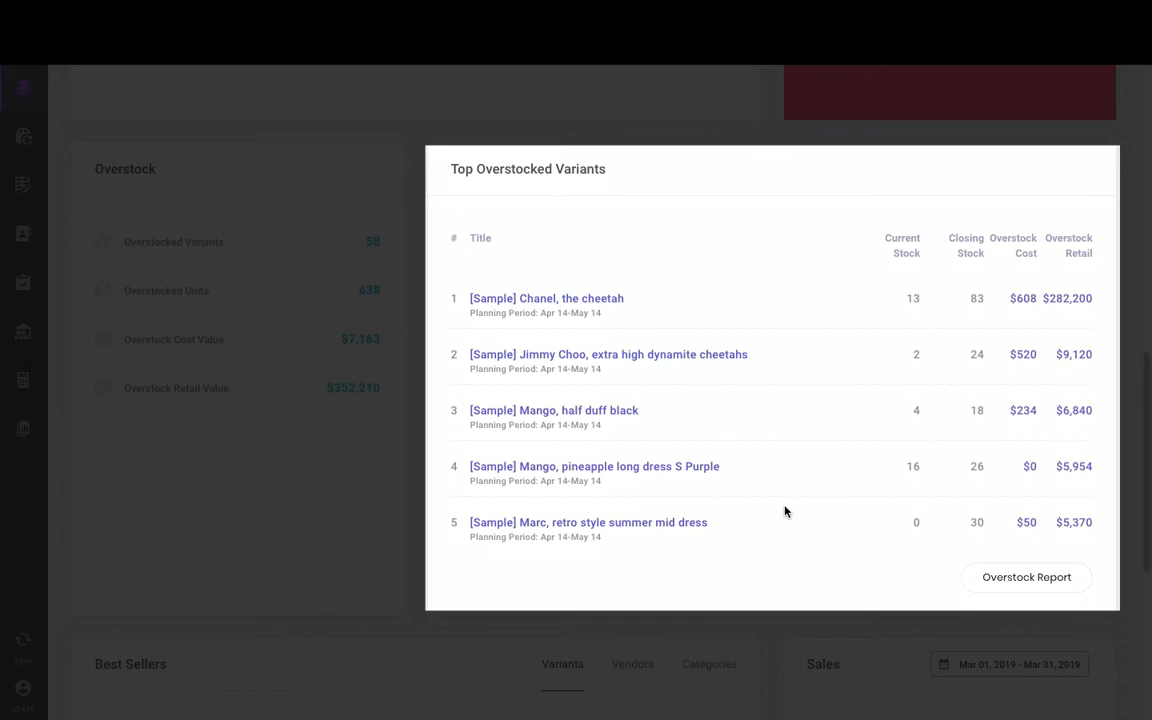 Overstock
Overstocked Variants 58
Overstocked Units 638
Overstock Cost Value $7,163
Overstock Retail Value $352,210
Top Overstocked Variants
# Title Current Stock Closing Stock Overstock Cost Overstock Retail
1 [Sample] Chanel, the cheetah 13 83 $608 $282,200
Planning Period: Apr 14-May 14
2 [Sample] Jimmy Choo, extra high dynamite cheetahs 2 24 $520 $9,120
Planning Period: Apr 14-May 14
3 [Sample] Mango, half duff black 4 18 $234 $6,840
Planning Period: Apr 14-May 14
4 [Sample] Mango, pineapple long dress S Purple 16 26 $0 $5,954
Planning Period: Apr 14-May 14
5 [Sample] Marc, retro style summer mid dress 0 30 $50 $5,370
Planning Period: Apr 14-May 14
Overstock Report
Best Sellers Variants Vendors Categories
Sales Mar 01, 2019 - Mar 31, 2019